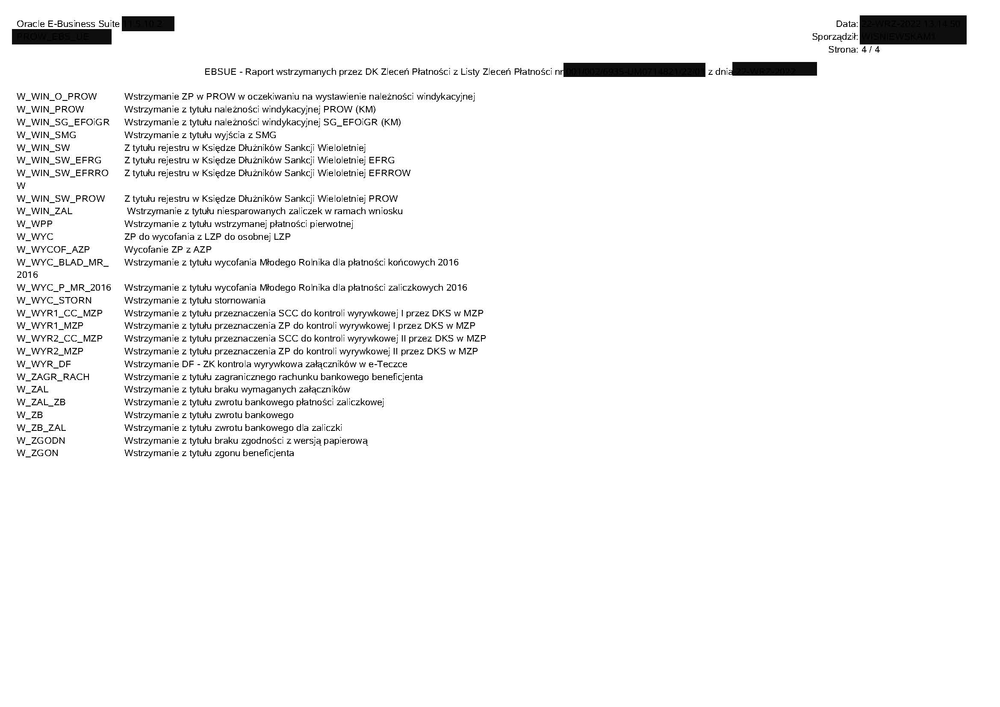 Oracle E-Business Suite
Data:
Sporządził:
Strona: 4 / 4
EBSUE - Raport wstrzymanych przez DK Zleceń Płatności z Listy Zleceń Płatności nr z dnia
W_WIN_O_PROW Wstrzymanie ZP w PROW w oczekiwaniu na wystawienie należności windykacyjnej
W_WIN_PROW Wstrzymanie z tytułu należności windykacyjnej PROW (KM)
W_WIN_SG_EFOiGR Wstrzymanie z tytułu należności windykacyjnej SG_EFOiGR (KM)
W_WIN_SMG Wstrzymanie z tytułu wyjścia z SMG
W_WIN_SW Z tytułu rejestru w Księdze Dłużników Sankcji Wieloletniej
W_WIN_SW_EFRG Z tytułu rejestru w Księdze Dłużników Sankcji Wieloletniej EFRG
W_WIN_SW_EFRRO Z tytułu rejestru w Księdze Dłużników Sankcji Wieloletniej EFRROW
W
W_WIN_SW_PROW Z tytułu rejestru w Księdze Dłużników Sankcji Wieloletniej PROW
W_WIN_ZAL Wstrzymanie z tytułu niesparowanych zaliczek w ramach wniosku
W_WPP Wstrzymanie z tytułu wstrzymanej płatności pierwotnej
W_WYC ZP do wycofania z LZP do osobnej LZP
W_WYCOF_AZP Wycofanie ZP z AZP
W_WYC_BLAD_MR_ Wstrzymanie z tytułu wycofania Młodego Rolnika dla płatności końcowych 2016
2016
W_WYC_P_MR_2016 Wstrzymanie z tytułu wycofania Młodego Rolnika dla płatności zaliczkowych 2016
W_WYC_STORN Wstrzymanie z tytułu stornowania
W_WYR1_CC_MZP Wstrzymanie z tytułu przeznaczenia SCC do kontroli wyrywkowej I przez DKS w MZP
W_WYR1_MZP Wstrzymanie z tytułu przeznaczenia ZP do kontroli wyrywkowej I przez DKS w MZP
W_WYR2_CC_MZP Wstrzymanie z tytułu przeznaczenia SCC do kontroli wyrywkowej II przez DKS w MZP
W_WYR2_MZP Wstrzymanie z tytułu przeznaczenia ZP do kontroli wyrywkowej II przez DKS w MZP
W_WYR_DF Wstrzymanie DF - ZK kontrola wyrywkowa załączników w e-Teczce
W_ZAGR_RACH Wstrzymanie z tytułu zagranicznego rachunku bankowego beneficjenta
W_ZAL Wstrzymanie z tytułu braku wymaganych załączników
W_ZAL_ZB Wstrzymanie z tytułu zwrotu bankowego płatności zaliczkowej
W_ZB Wstrzymanie z tytułu zwrotu bankowego
W_ZB_ZAL Wstrzymanie z tytułu zwrotu bankowego dla zaliczki
W_ZGODN Wstrzymanie z tytułu braku zgodności z wersją papierową
W_ZGON Wstrzymanie z tytułu zgonu beneficjenta